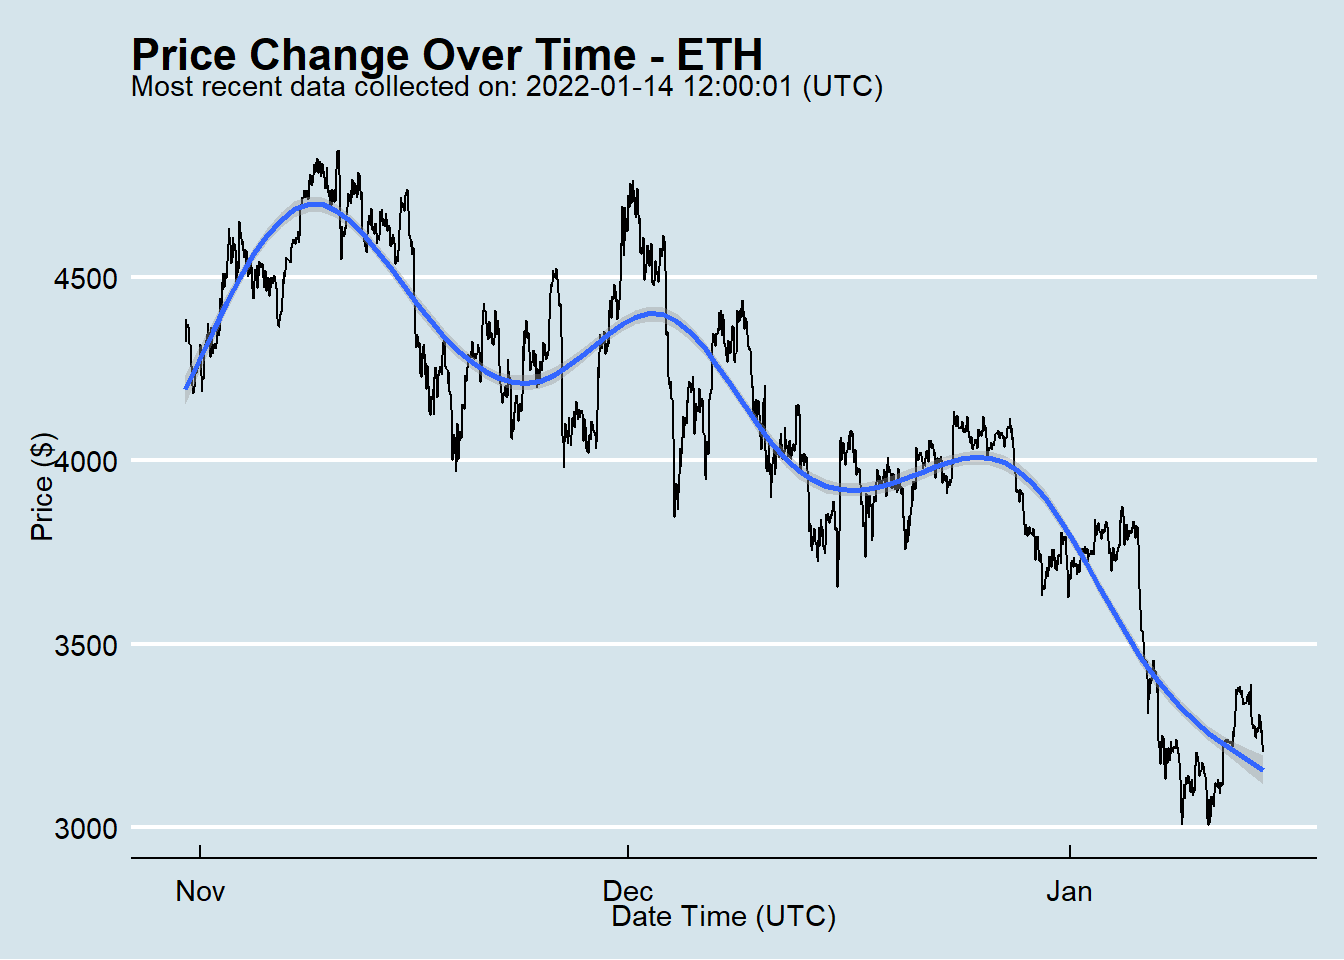 Price Change Over Time - ETH
Most recent data collected on: 2022-01-14 12:00:01 (UTC)
Price ($)
4500
4000
3500
3000
Nov
Dec
Jan
Date Time (UTC)